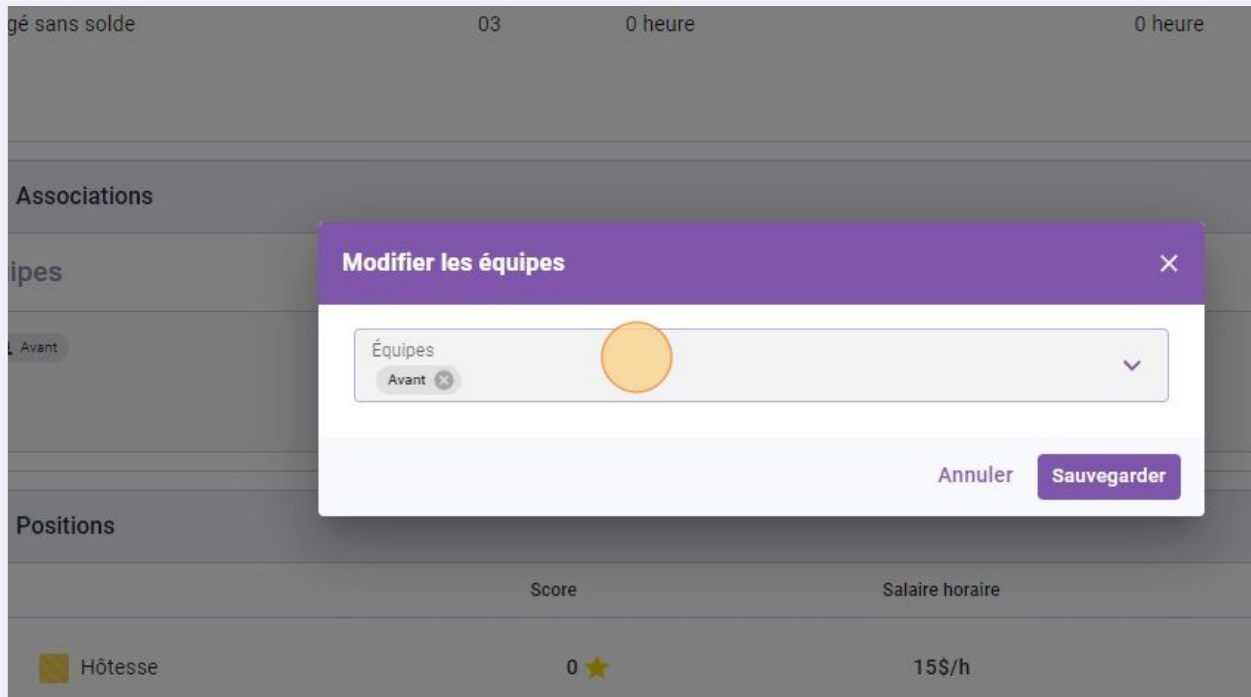 gé sans solde 03 0 heure 0 heure
Associations
Modifier les équipes
ipes
Équipes
Avant
Avant
Annuler Sauvegarder
Positions
Score Salaire horaire
Hôtesse 0 15$/h